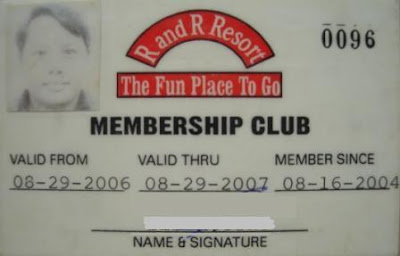 R and R Resort
0096
The Fun Place To Go
MEMBERSHIP CLUB
VALID FROM VALID THRU MEMBER SINCE
08-29-2006 08-29-2007 08-16-2004
NAME & SIGNATURE